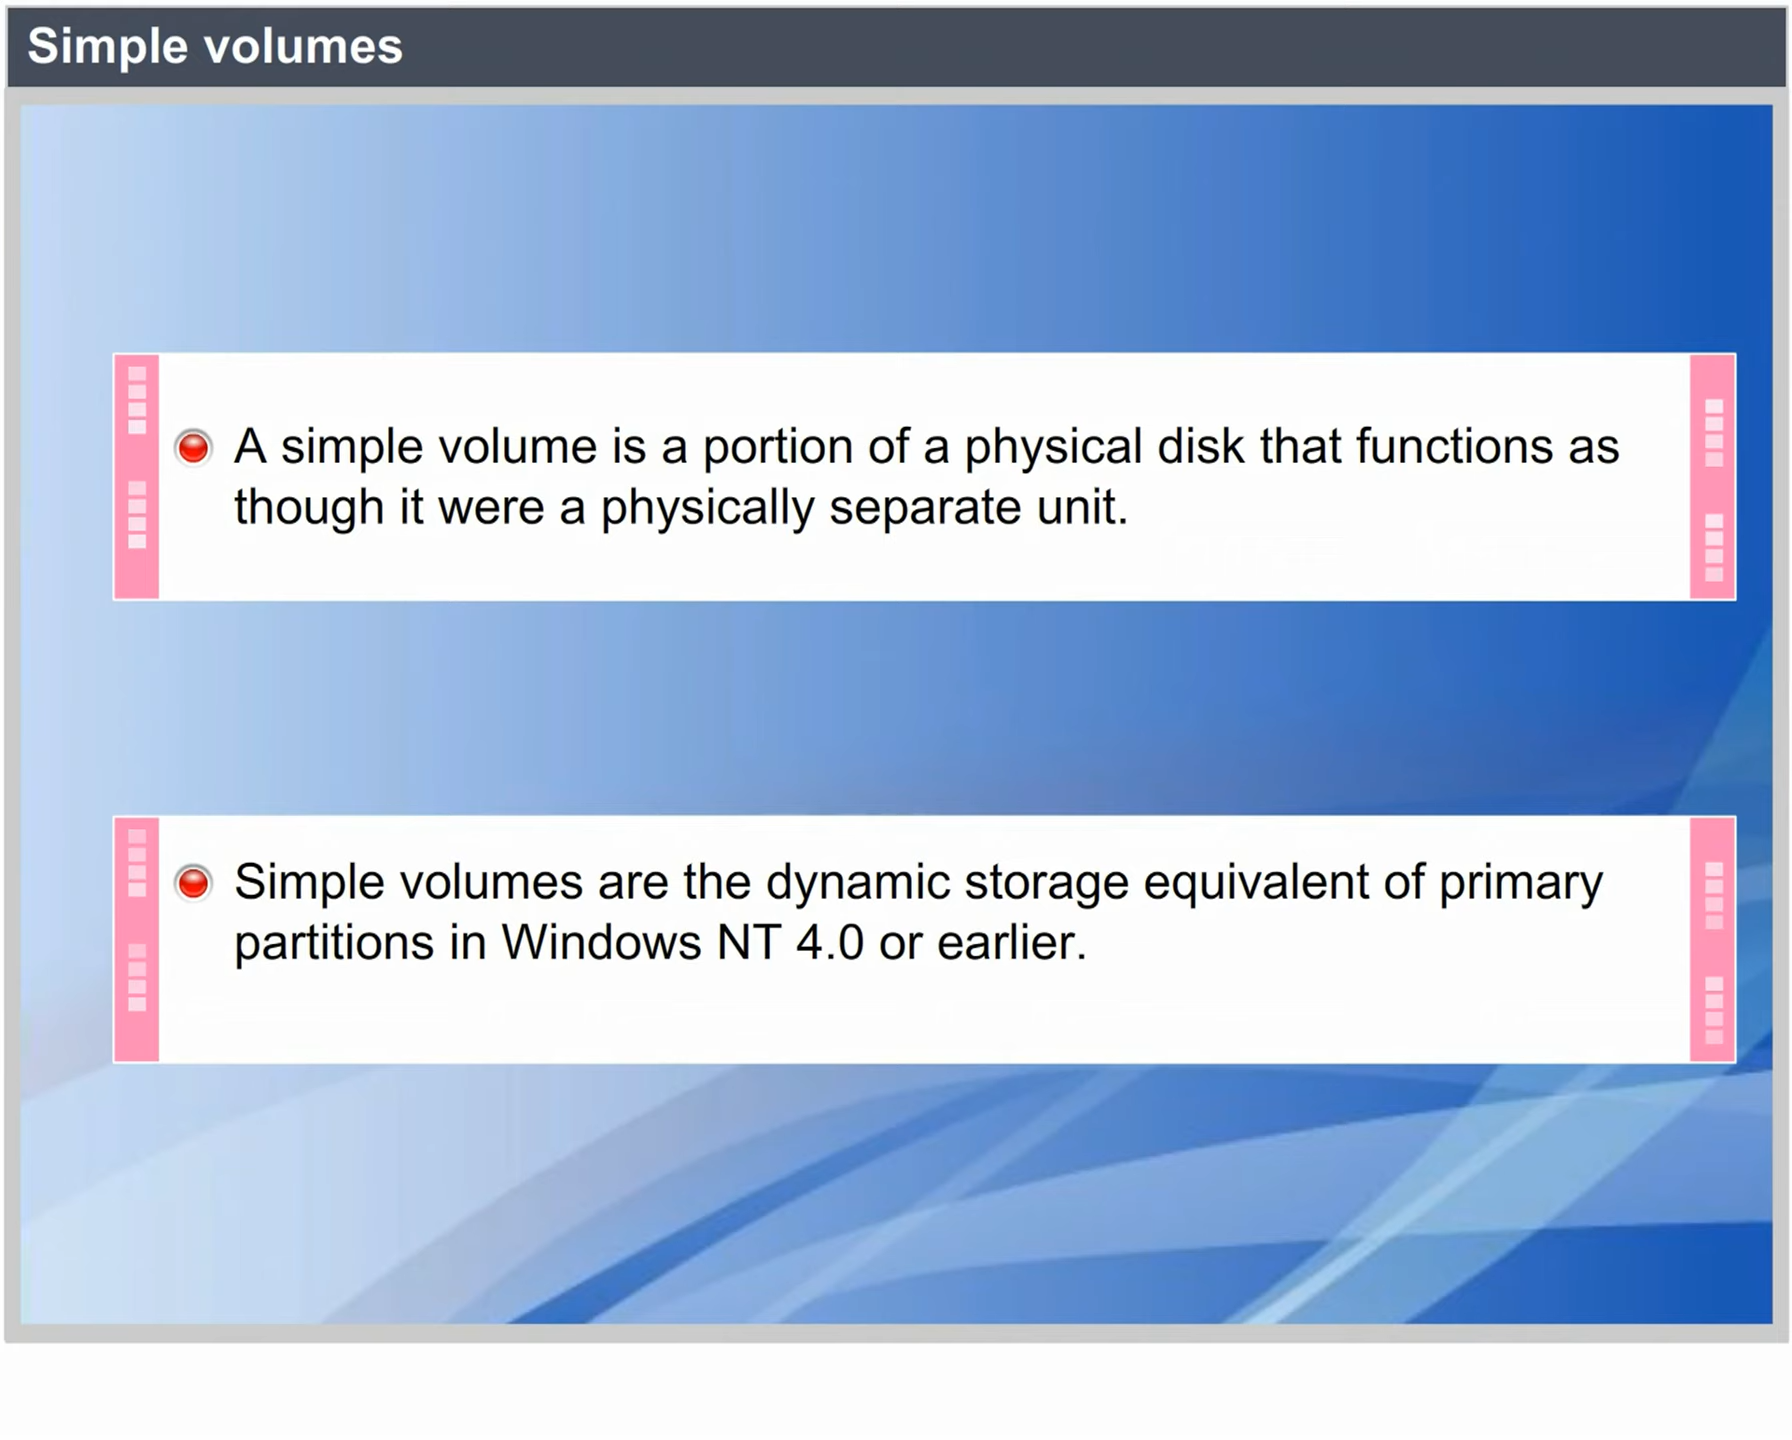 Simple volumes
A simple volume is a portion of a physical disk that functions as
though it were a physically separate unit.
Simple volumes are the dynamic storage equivalent of primary
partitions in Windows NT 4.0 or earlier.